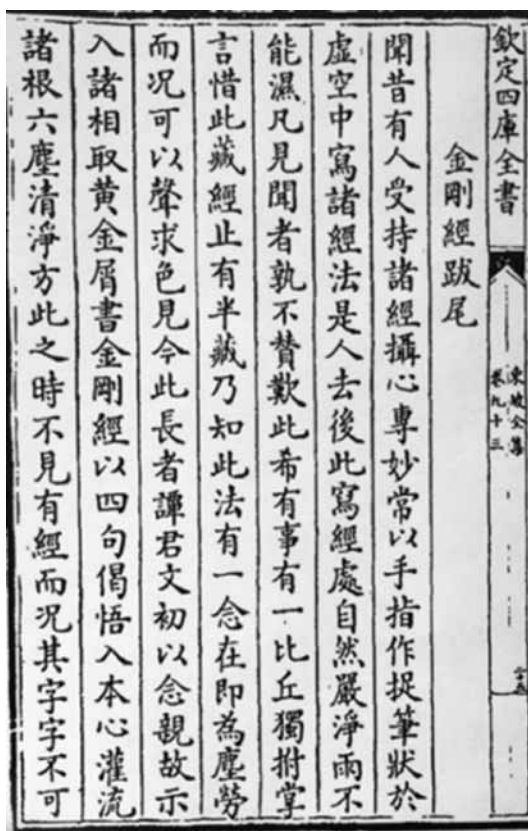 欽定四庫全書
東坡全集
卷九十三
金剛經跋尾
聞昔有人受持諸經攝心專妙常以手指作捉筆狀於
虛空中寫諸經法是人去後此寫經處自然嚴淨雨不
能濕凡見聞者孰不賛歎此希有事有一比丘獨拊掌
言惜此藏經止有半藏乃知此法有一念在即為塵勞
而况可以聲求色見今此長者譚君文初以念親故示
入諸相取黄金屑書金剛經以四句偈悟入本心灌流
諸根六塵清淨方此之時不見有經而况其字字不可